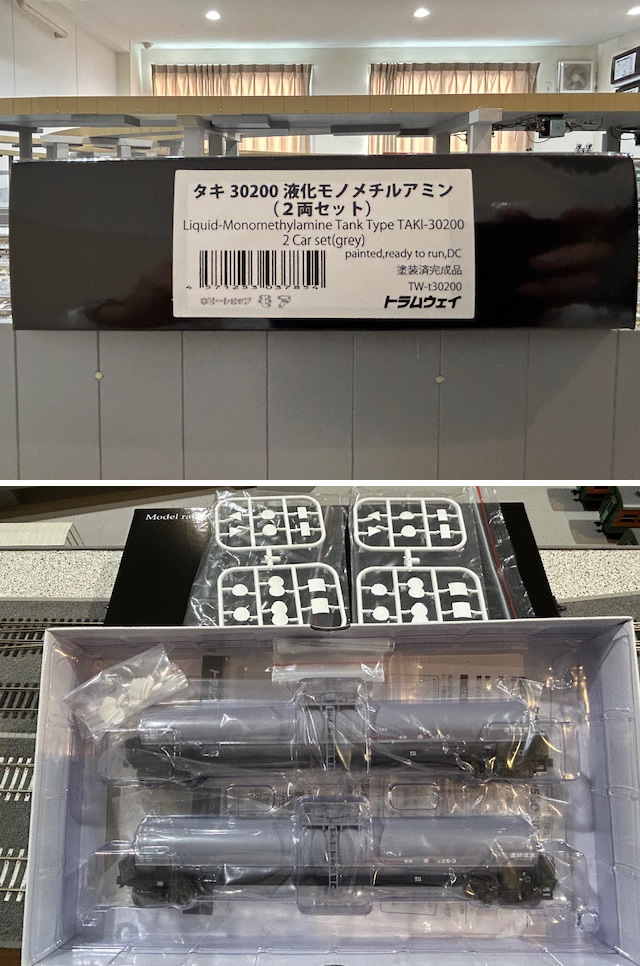 タキ 30200 液化モノメチルアミン
（２両セット）
Liquid-Monomethylamine Tank Type TAKI-30200
2 Car set(grey)
painted,ready to run,DC
塗装済完成品
TW-t30200
トラムウェイ
Model ra